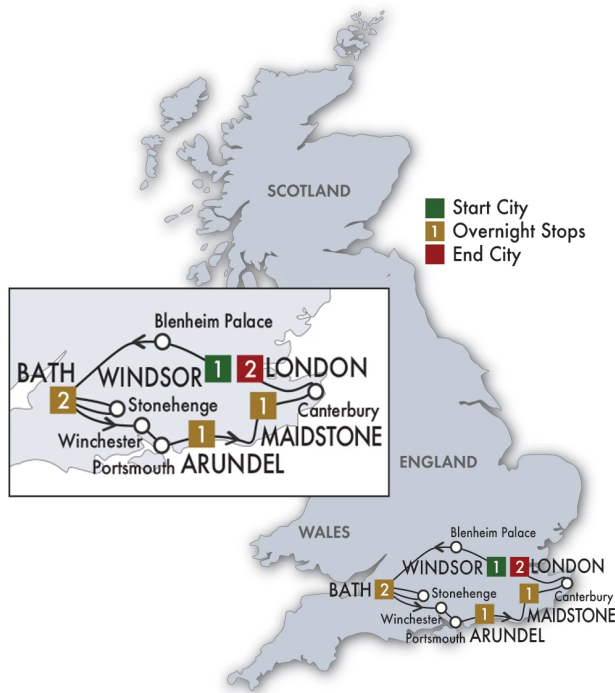 SCOTLAND
Start City
1 Overnight Stops
End City
Blenheim Palace
BATH
WINDSOR 1 2 LONDON
2
Stonehenge
1
Canterbury
Winchester
1
MAIDSTONE
Portsmouth ARUNDEL
ENGLAND
WALES
Blenheim Palace
WINDSOR 1 2 LONDON
BATH 2
Stonehenge
1
Canterbury
Winchester
1
MAIDSTONE
Portsmouth ARUNDEL